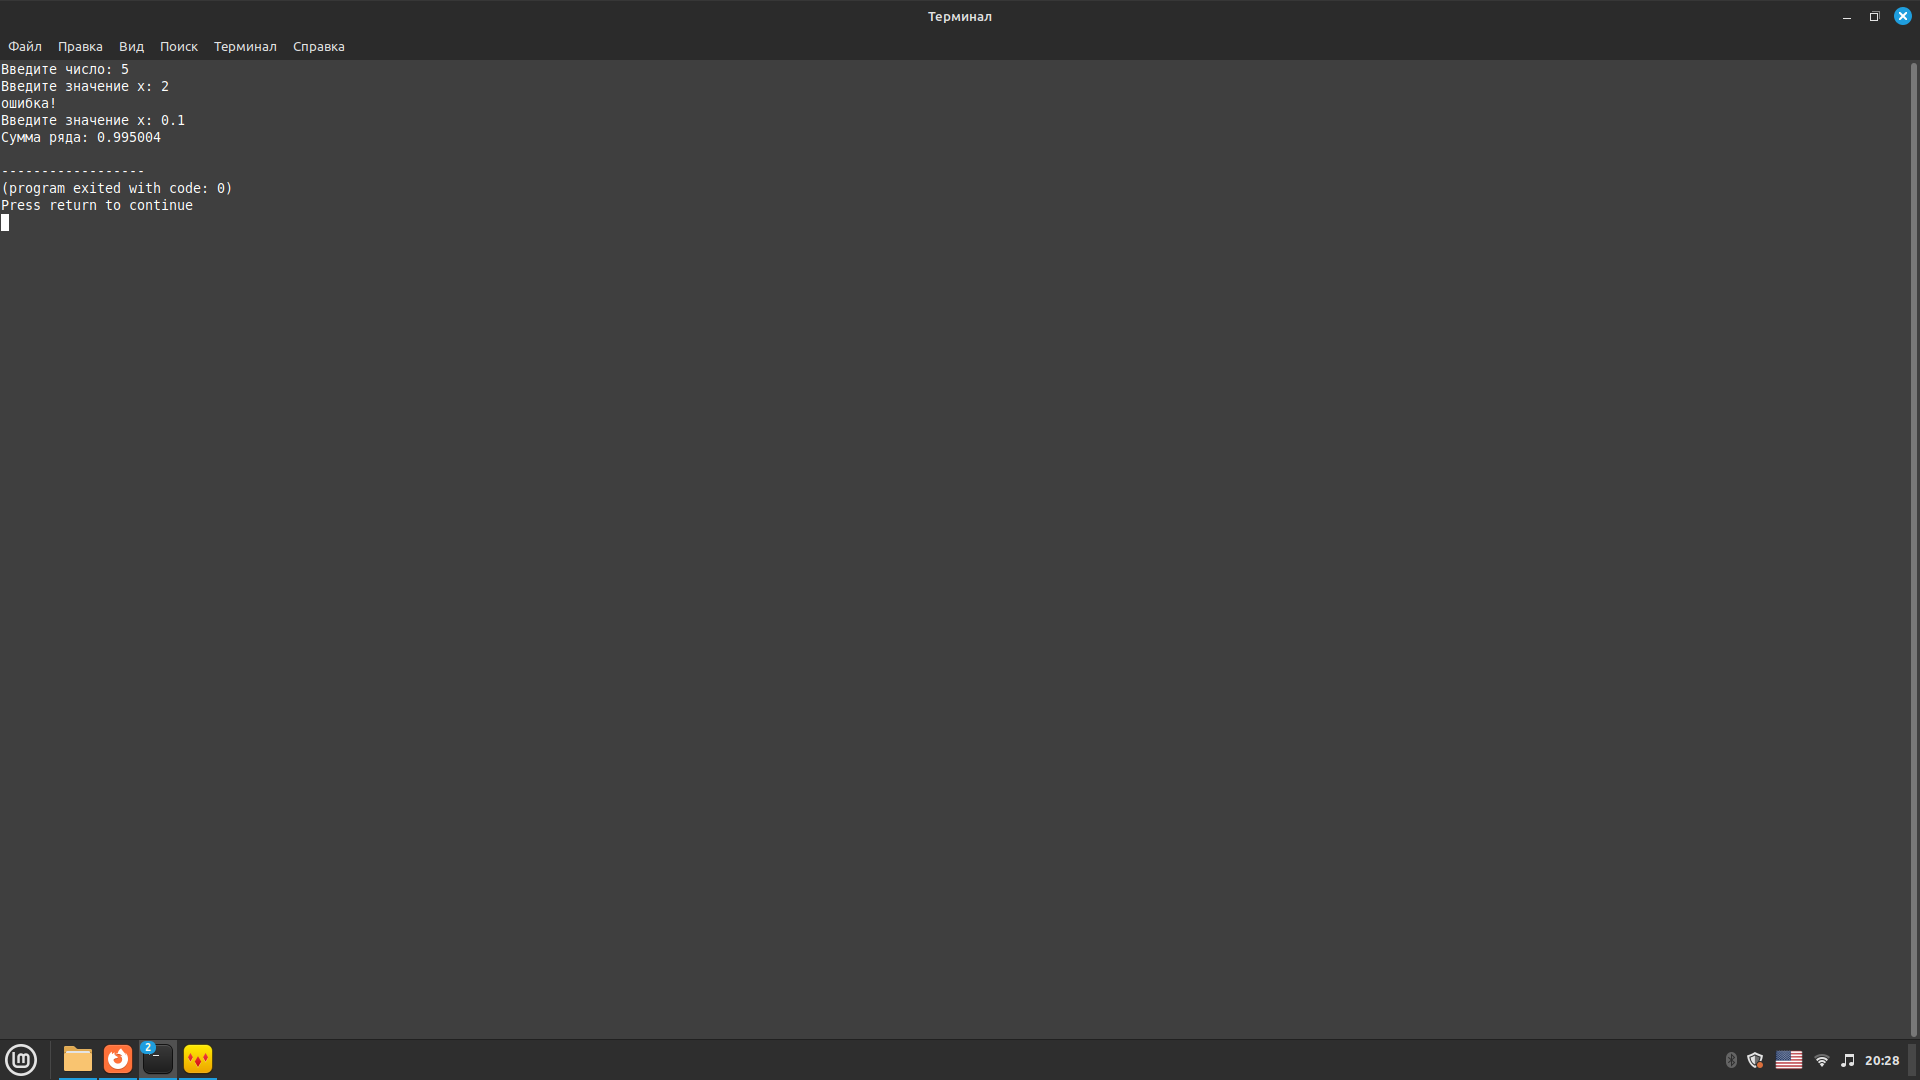 Терминал
Файл Правка Вид Поиск Терминал Справка
Введите число: 5
Введите значение x: 2
ошибка!
Введите значение x: 0.1
Сумма ряда: 0.995004
------------------
(program exited with code: 0)
Press return to continue
2
20:28